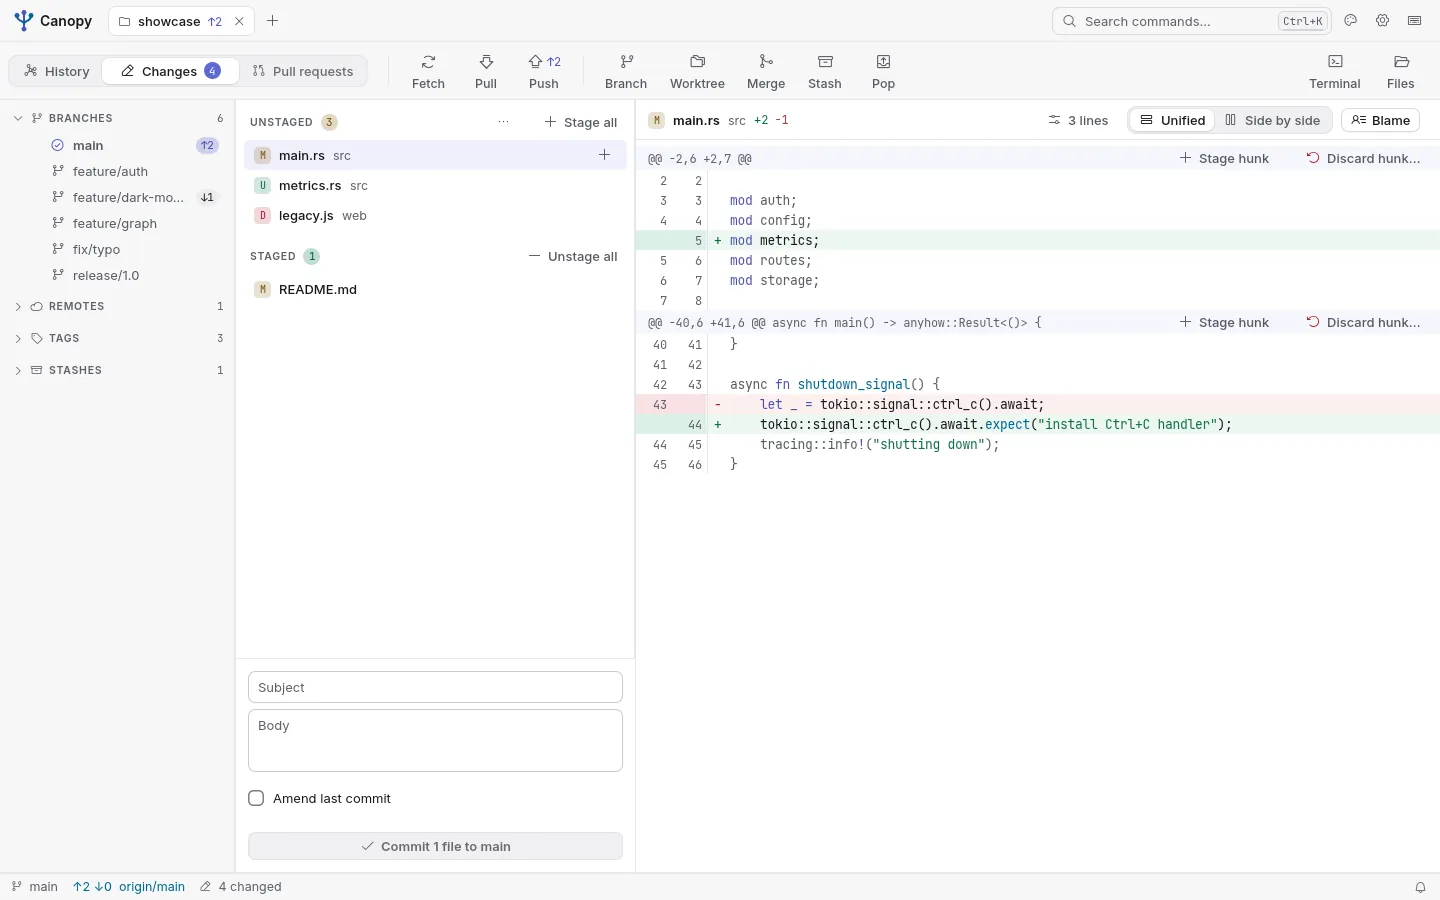 Canopy
showcase ↑2
Search commands... Ctrl+K
History
Changes 4
Pull requests
Fetch
Pull
↑2
Push
Branch
Worktree
Merge
Stash
Pop
Terminal
Files
BRANCHES 6
main ↑2
feature/auth
feature/dark-mo... ↓1
feature/graph
fix/typo
release/1.0
REMOTES 1
TAGS 3
STASHES 1
UNSTAGED 3 ... + Stage all
M main.rs src +
U metrics.rs src
D legacy.js web
STAGED 1 — Unstage all
M README.md
Subject
Body
Amend last commit
Commit 1 file to main
M main.rs src +2 -1
3 lines
Unified
Side by side
Blame
@@ -2,6 +2,7 @@ + Stage hunk Discard hunk...
2 2
3 3 mod auth;
4 4 mod config;
5 + mod metrics;
5 6 mod routes;
6 7 mod storage;
7 8
@@ -40,6 +41,6 @@ async fn main() -> anyhow::Result<()> { + Stage hunk Discard hunk...
40 41 }
41 42
42 43 async fn shutdown_signal() {
43 - let _ = tokio::signal::ctrl_c().await;
44 + tokio::signal::ctrl_c().await.expect("install Ctrl+C handler");
44 45 tracing::info!("shutting down");
45 46 }
main ↑2 ↓0 origin/main 4 changed